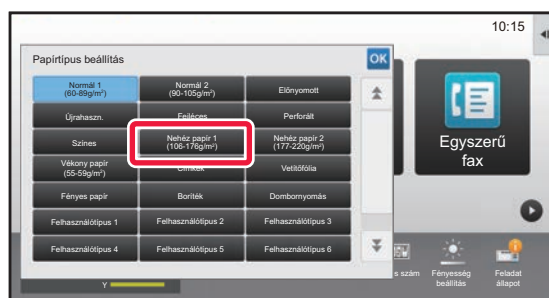 10:15
Papírtípus beállítás
OK
Normál 1
(60-89g/m²)
Normál 2
(90-105g/m²)
Előnyomott
Újrahaszn.
Fejléces
Perforált
Színes
Nehéz papír 1
(106-176g/m²)
Nehéz papír 2
(177-220g/m²)
Vékony papír
(55-59g/m²)
Címkék
Vetítőfólia
Fényes papír
Boríték
Dombornyomás
Felhasználótípus 1
Felhasználótípus 2
Felhasználótípus 3
Felhasználótípus 4
Felhasználótípus 5
Felhasználótípus 6
Egyszerű
fax
s szám
Fényesség
beállítás
Feladat
állapot
Y